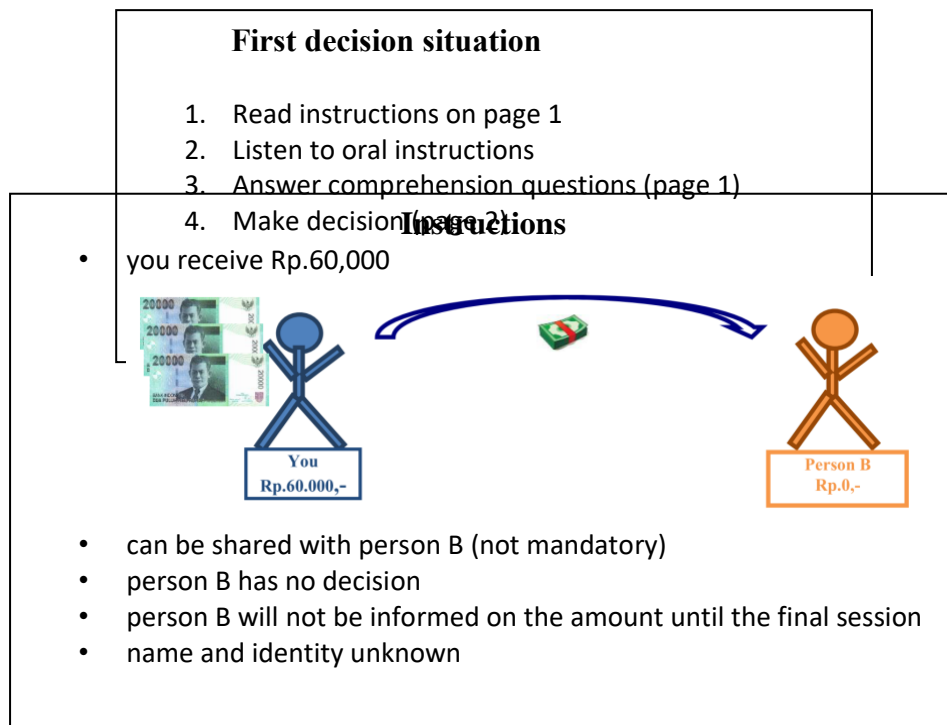 First decision situation
1. Read instructions on page 1
2. Listen to oral instructions
3. Answer comprehension questions (page 1)
4. Make decision (page 2)
Instructions
• you receive Rp.60,000
20000
20000
20000
20000
You
Rp.60.000,-
Person B
Rp.0,-
• can be shared with person B (not mandatory)
• person B has no decision
• person B will not be informed on the amount until the final session
• name and identity unknown